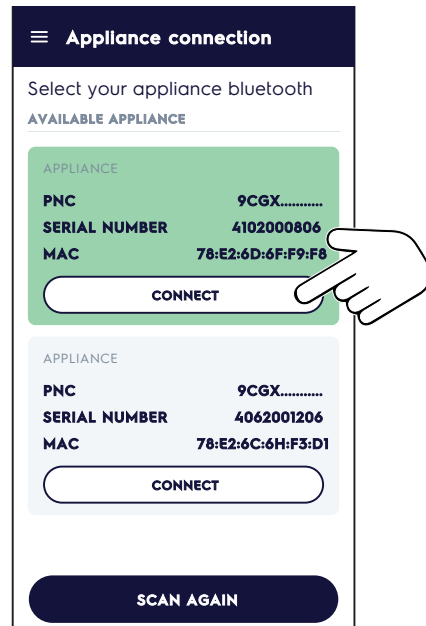 Appliance connection
Select your appliance bluetooth
AVAILABLE APPLIANCE
APPLIANCE
PNC 9CGX...........
SERIAL NUMBER 4102000806
MAC 78:E2:6D:6F:F9:F8
CONNECT
APPLIANCE
PNC 9CGX...........
SERIAL NUMBER 4062001206
MAC 78:E2:6C:6H:F3:D1
CONNECT
SCAN AGAIN